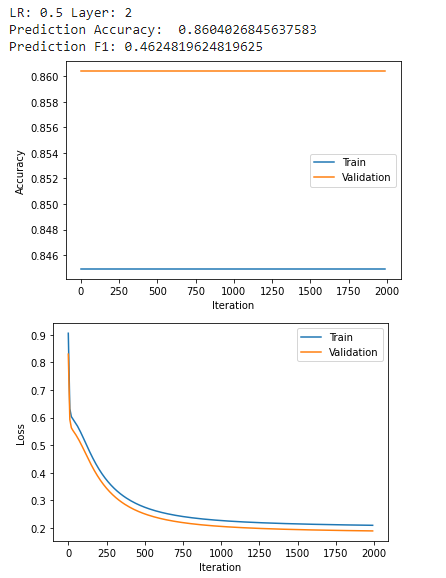 LR: 0.5 Layer: 2
Prediction Accuracy:  0.8604026845637583
Prediction F1: 0.4624819624819625
0.860
0.858
0.856
0.854
0.852
0.850
0.848
0.846
Accuracy
Train
Validation
0 250 500 750 1000 1250 1500 1750 2000
Iteration
0.9
0.8
0.7
0.6
0.5
0.4
0.3
0.2
Loss
Train
Validation
0 250 500 750 1000 1250 1500 1750 2000
Iteration